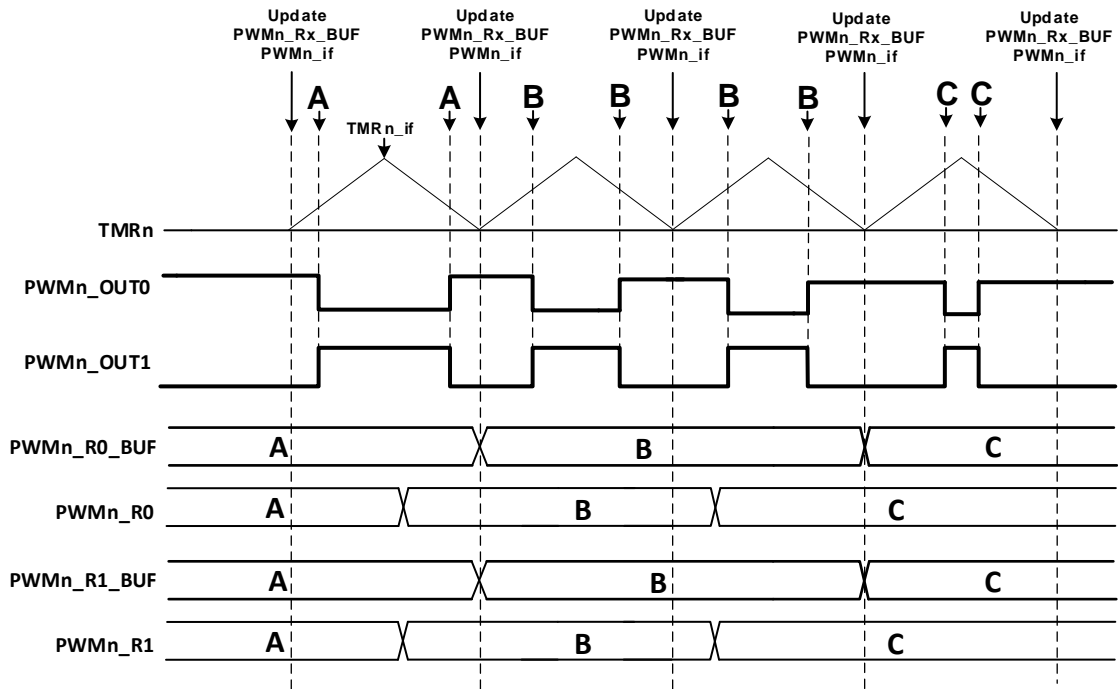 Update
PWMn_Rx_BUF
PWMn_if
Update
PWMn_Rx_BUF
PWMn_if
Update
PWMn_Rx_BUF
PWMn_if
Update
PWMn_Rx_BUF
PWMn_if
Update
PWMn_Rx_BUF
PWMn_if
A A B B B B C C
TMRn_if
TMRn
PWMn_OUT0
PWMn_OUT1
PWMn_R0_BUF A B C
PWMn_R0 A B C
PWMn_R1_BUF A B C
PWMn_R1 A B C